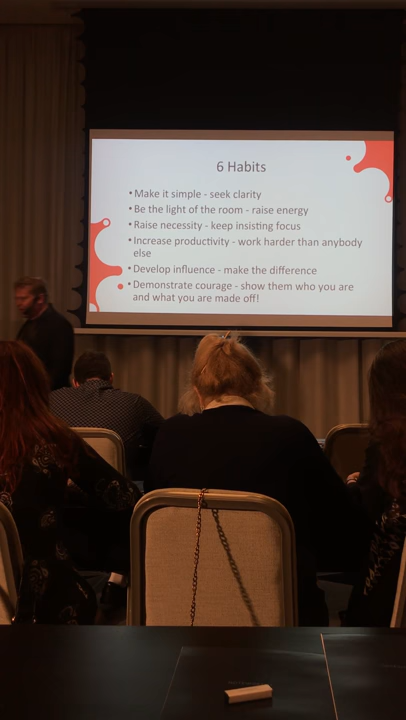 6 Habits
•Make it simple - seek clarity
•Be the light of the room - raise energy
•Raise necessity - keep insisting focus
•Increase productivity - work harder than anybody
else
•Develop influence - make the difference
•Demonstrate courage - show them who you are
and what you are made off!